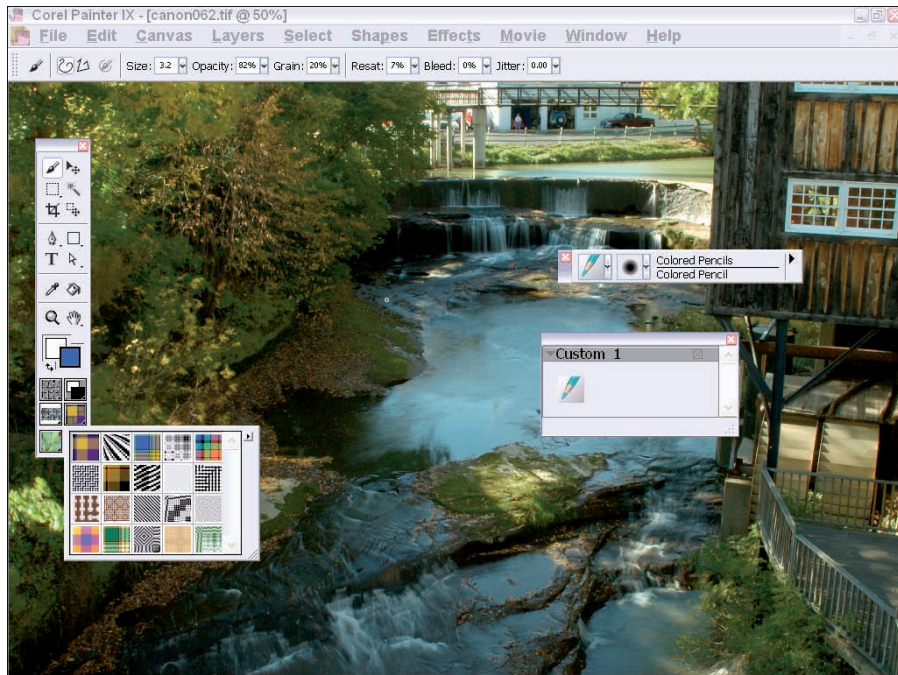 Corel Painter IX - [canon062.tif @ 50%]
File Edit Canvas Layers Select Shapes Effects Movie Window Help
Size: 3.2 Opacity: 82% Grain: 20% Resat: 7% Bleed: 0% Jitter: 0.00
T
Colored Pencils
Colored Pencil
Custom 1